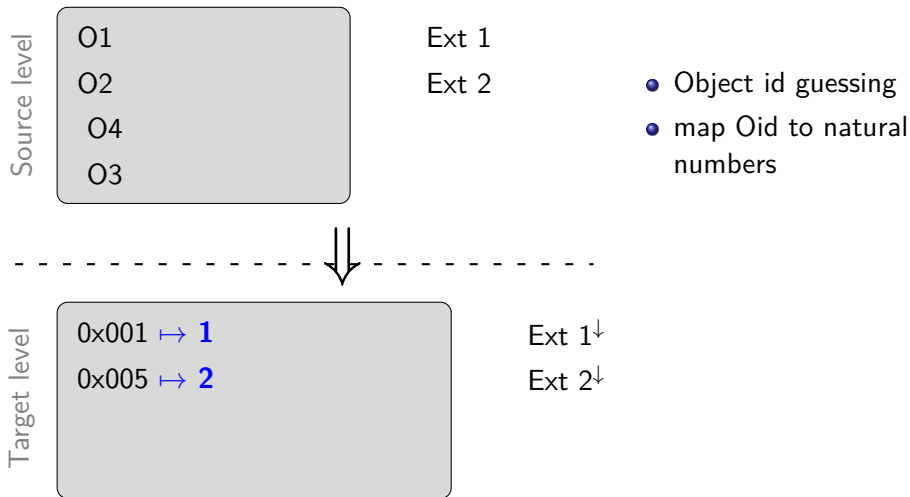 Source level
O1
O2
O4
O3
Ext 1
Ext 2
Object id guessing
map Oid to natural
numbers
Target level
0x001 ↦ 1
0x005 ↦ 2
Ext 1↓
Ext 2↓